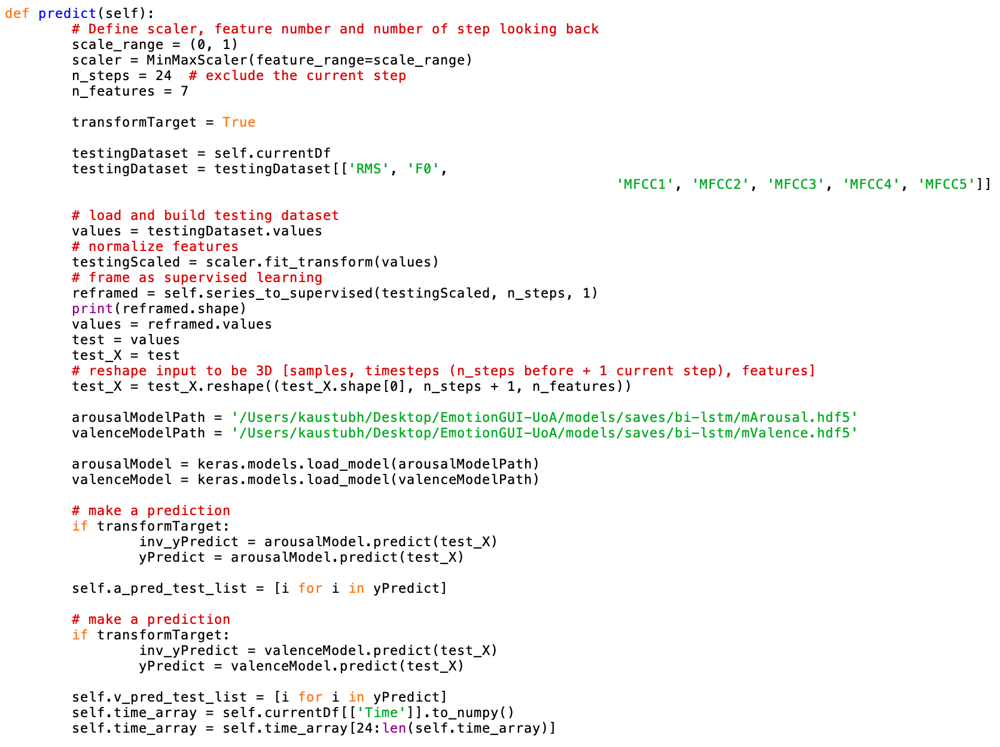 def predict(self):
# Define scaler, feature number and number of step looking back
scale_range = (0, 1)
scaler = MinMaxScaler(feature_range=scale_range)
n_steps = 24  # exclude the current step
n_features = 7
transformTarget = True
testingDataset = self.currentDf
testingDataset = testingDataset[['RMS', 'F0',
'MFCC1', 'MFCC2', 'MFCC3', 'MFCC4', 'MFCC5']]
# load and build testing dataset
values = testingDataset.values
# normalize features
testingScaled = scaler.fit_transform(values)
# frame as supervised learning
reframed = self.series_to_supervised(testingScaled, n_steps, 1)
print(reframed.shape)
values = reframed.values
test = values
test_X = test
# reshape input to be 3D [samples, timesteps (n_steps before + 1 current step), features]
test_X = test_X.reshape((test_X.shape[0], n_steps + 1, n_features))
arousalModelPath = '/Users/kaustubh/Desktop/EmotionGUI-UoA/models/saves/bi-lstm/mArousal.hdf5'
valenceModelPath = '/Users/kaustubh/Desktop/EmotionGUI-UoA/models/saves/bi-lstm/mValence.hdf5'
arousalModel = keras.models.load_model(arousalModelPath)
valenceModel = keras.models.load_model(valenceModelPath)
# make a prediction
if transformTarget:
inv_yPredict = arousalModel.predict(test_X)
yPredict = arousalModel.predict(test_X)
self.a_pred_test_list = [i for i in yPredict]
# make a prediction
if transformTarget:
inv_yPredict = valenceModel.predict(test_X)
yPredict = valenceModel.predict(test_X)
self.v_pred_test_list = [i for i in yPredict]
self.time_array = self.currentDf[['Time']].to_numpy()
self.time_array = self.time_array[24:len(self.time_array)]